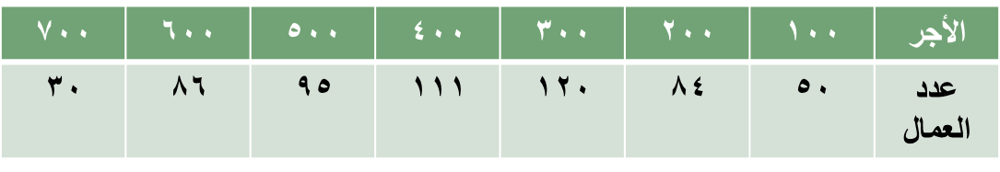 الأجر ١٠٠ ٢٠٠ ٣٠٠ ٤٠٠ ٥٠٠ ٦٠٠ ٧٠٠
عدد العمال ٥٠ ٨٤ ١٢٠ ١١١ ٩٥ ٨٦ ٣٠